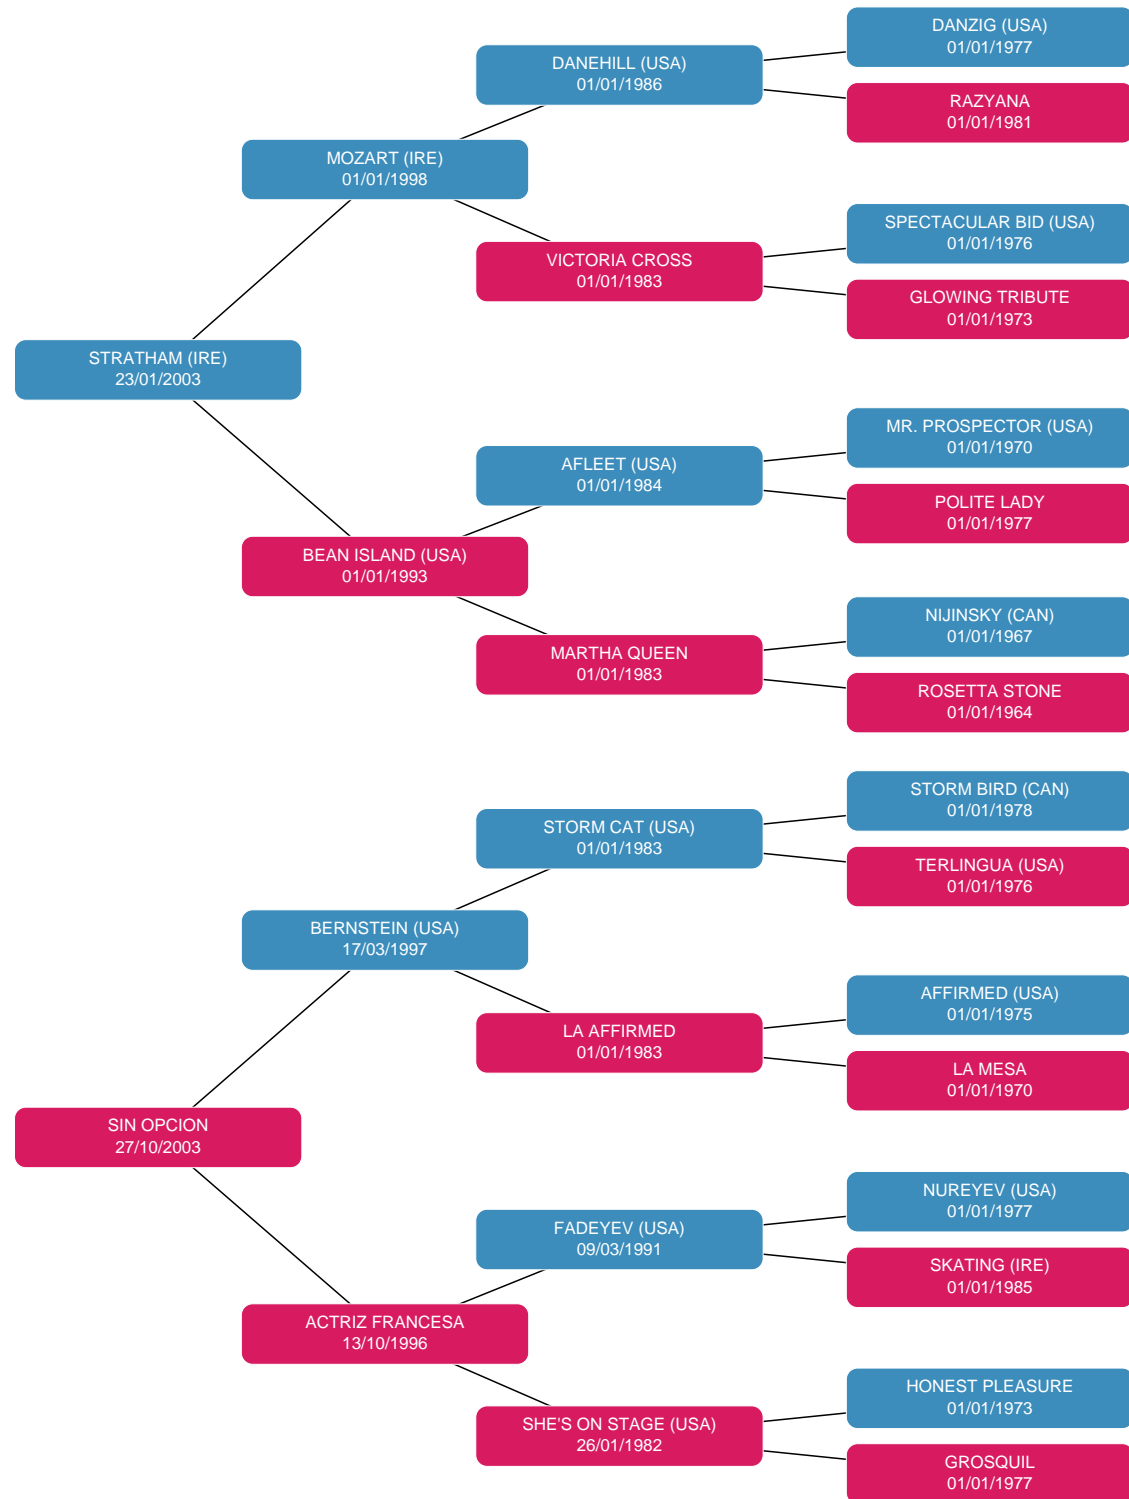 DANZIG (USA)
01/01/1977
DANEHILL (USA)
01/01/1986
RAZYANA
01/01/1981
MOZART (IRE)
01/01/1998
SPECTACULAR BID (USA)
01/01/1976
VICTORIA CROSS
01/01/1983
GLOWING TRIBUTE
01/01/1973
STRATHAM (IRE)
23/01/2003
MR. PROSPECTOR (USA)
01/01/1970
AFLEET (USA)
01/01/1984
POLITE LADY
01/01/1977
BEAN ISLAND (USA)
01/01/1993
NIJINSKY (CAN)
01/01/1967
MARTHA QUEEN
01/01/1983
ROSETTA STONE
01/01/1964
STORM BIRD (CAN)
01/01/1978
STORM CAT (USA)
01/01/1983
TERLINGUA (USA)
01/01/1976
BERNSTEIN (USA)
17/03/1997
AFFIRMED (USA)
01/01/1975
LA AFFIRMED
01/01/1983
LA MESA
01/01/1970
SIN OPCION
27/10/2003
NUREYEV (USA)
01/01/1977
FADEYEV (USA)
09/03/1991
SKATING (IRE)
01/01/1985
ACTRIZ FRANCESA
13/10/1996
HONEST PLEASURE
01/01/1973
SHE'S ON STAGE (USA)
26/01/1982
GROSQUIL
01/01/1977